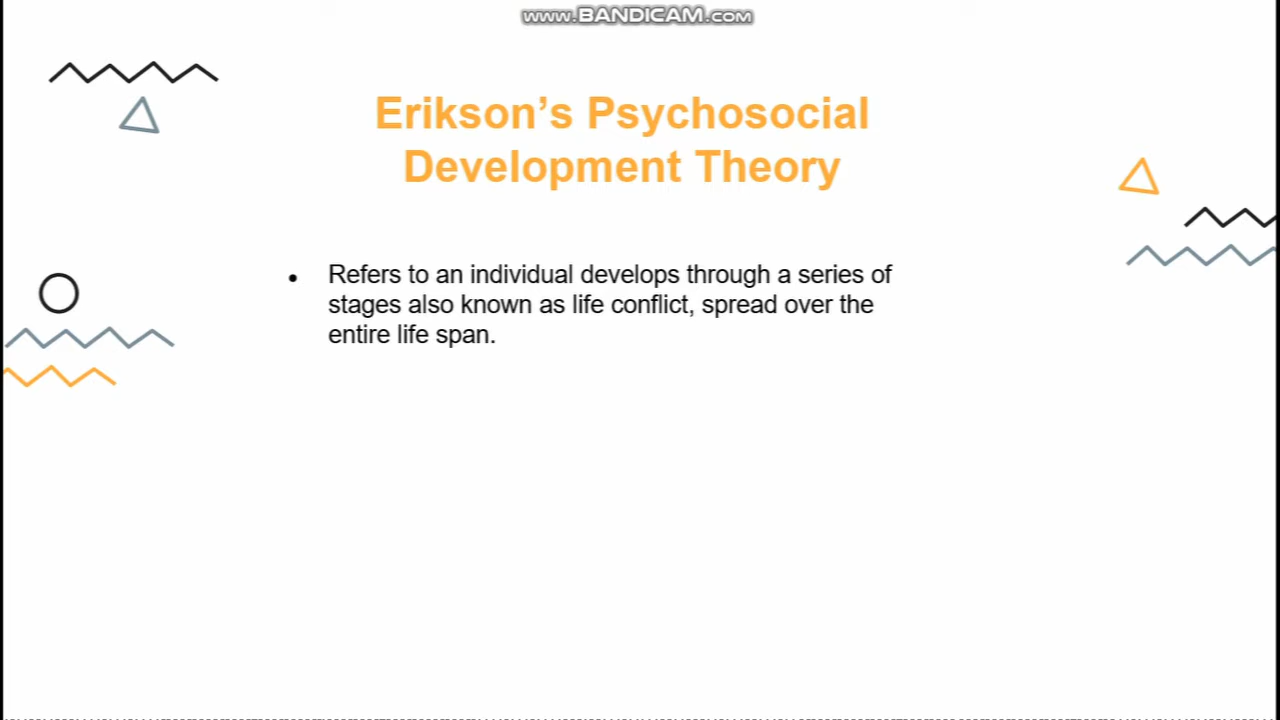 www.BANDICAM.com
Erikson’s Psychosocial
Development Theory
• Refers to an individual develops through a series of
stages also known as life conflict, spread over the
entire life span.